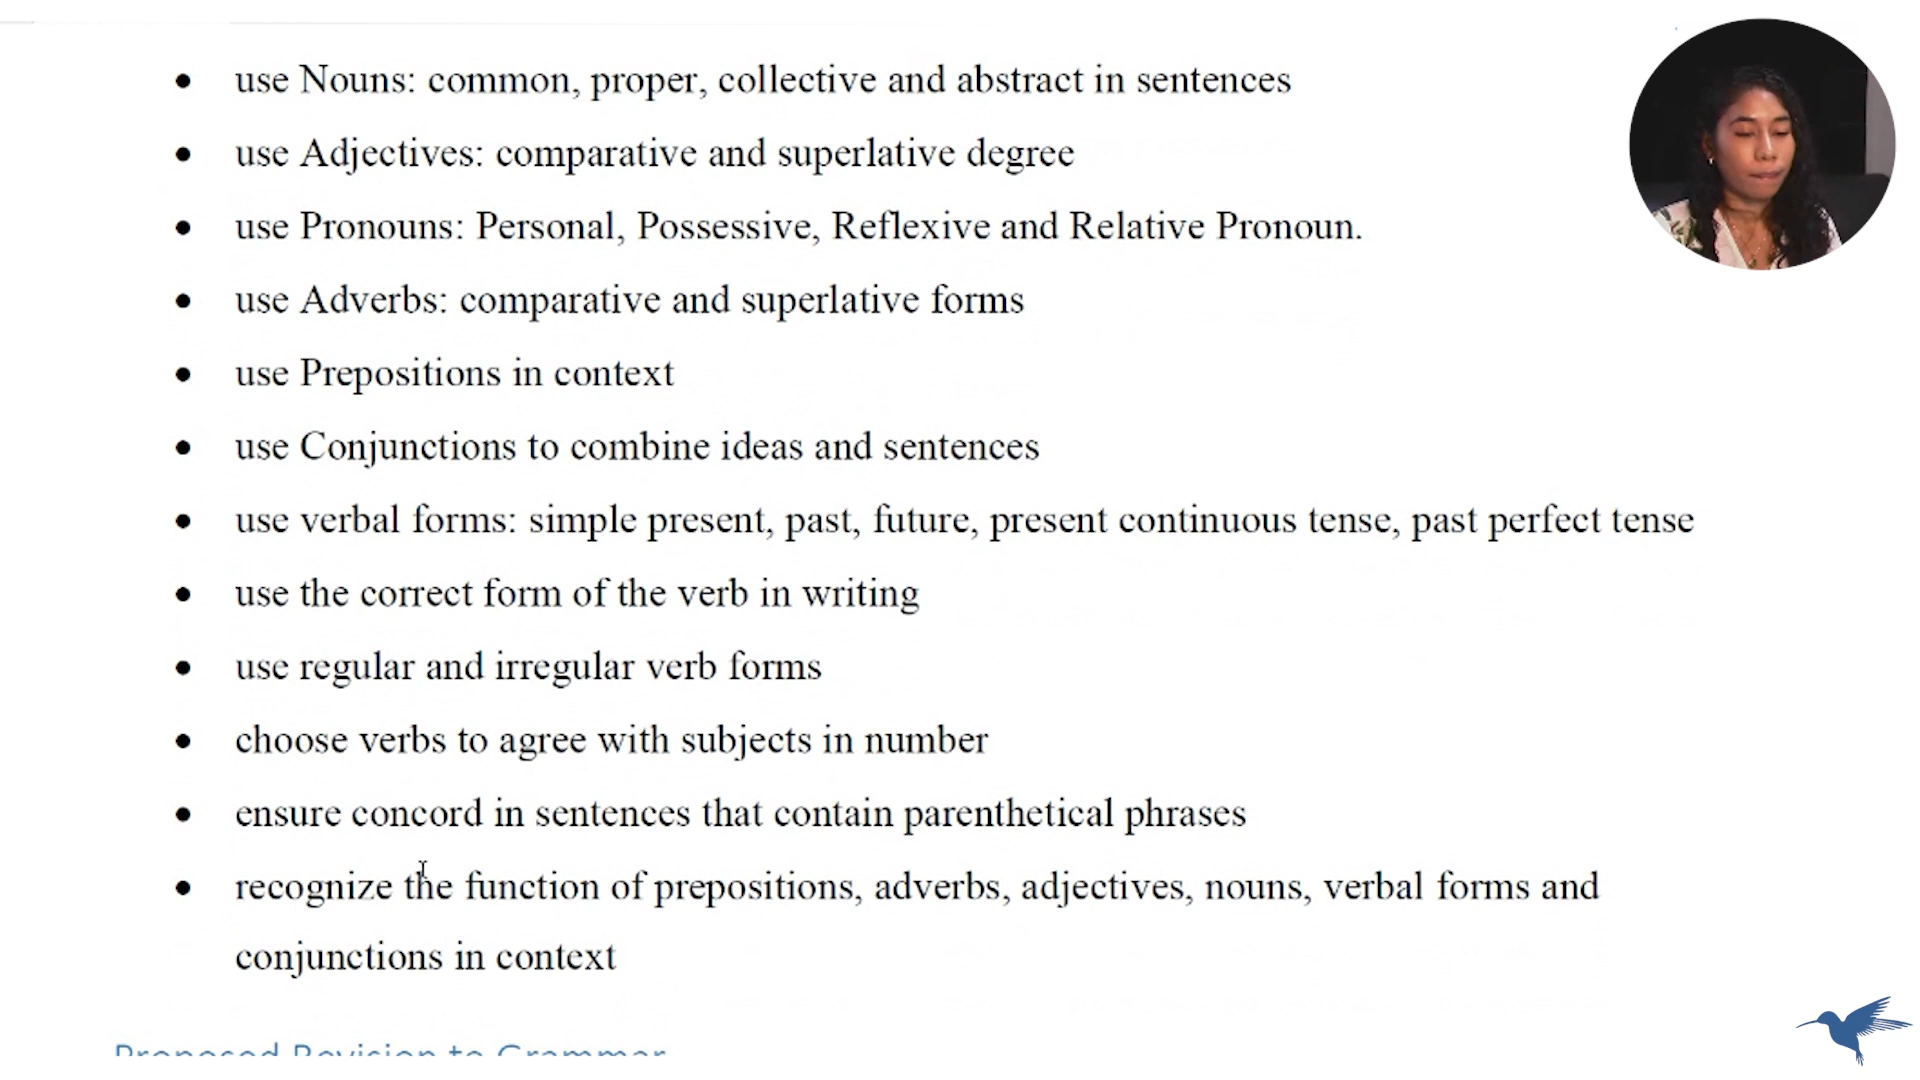 use Nouns: common, proper, collective and abstract in sentences
use Adjectives: comparative and superlative degree
use Pronouns: Personal, Possessive, Reflexive and Relative Pronoun.
use Adverbs: comparative and superlative forms
use Prepositions in context
use Conjunctions to combine ideas and sentences
use verbal forms: simple present, past, future, present continuous tense, past perfect tense
use the correct form of the verb in writing
use regular and irregular verb forms
choose verbs to agree with subjects in number
ensure concord in sentences that contain parenthetical phrases
recognize the function of prepositions, adverbs, adjectives, nouns, verbal forms and
conjunctions in context
Proposed Revision to Grammar